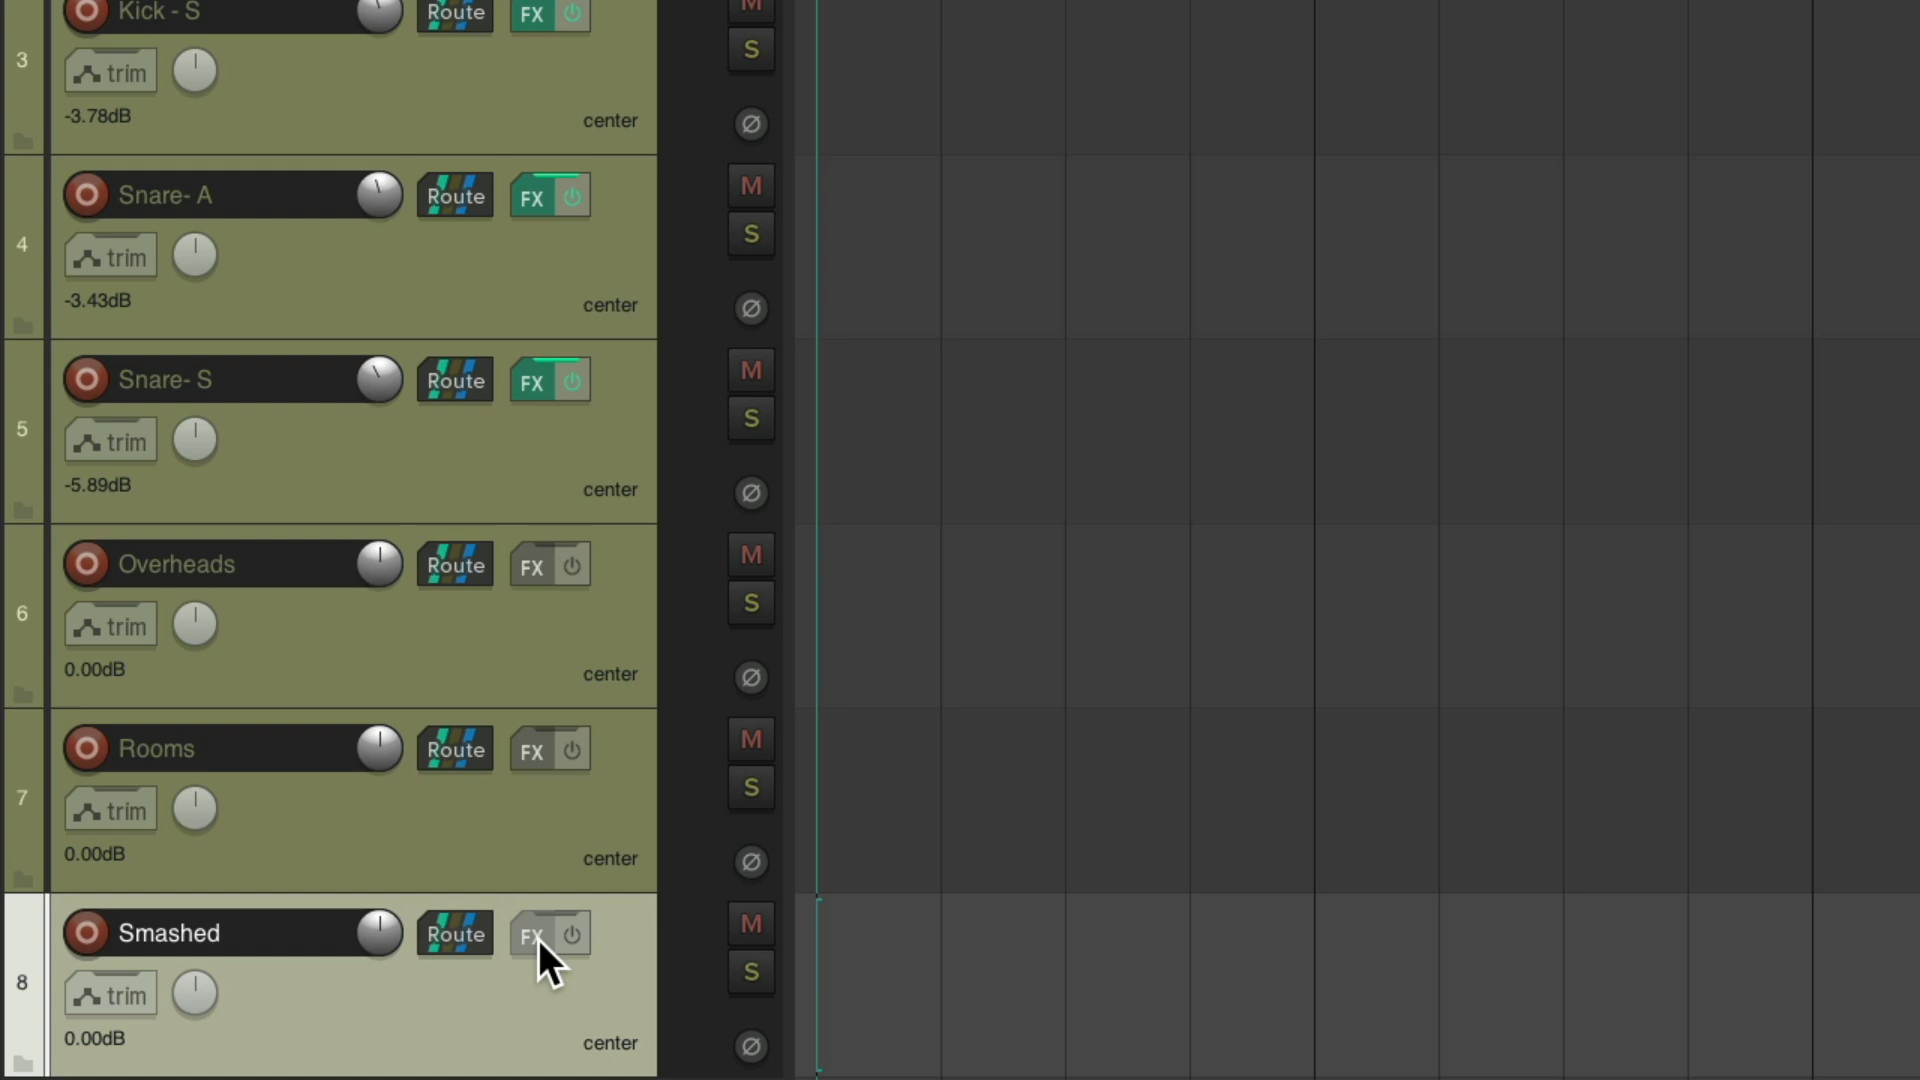 Kick - S Route FX M
3 trim S
-3.78dB center
Snare- A Route FX M
4 trim S
-3.43dB center
Snare- S Route FX M
5 trim S
-5.89dB center
Overheads Route FX M
6 trim S
0.00dB center
Rooms Route FX M
7 trim S
0.00dB center
Smashed Route FX M
8 trim S
0.00dB center